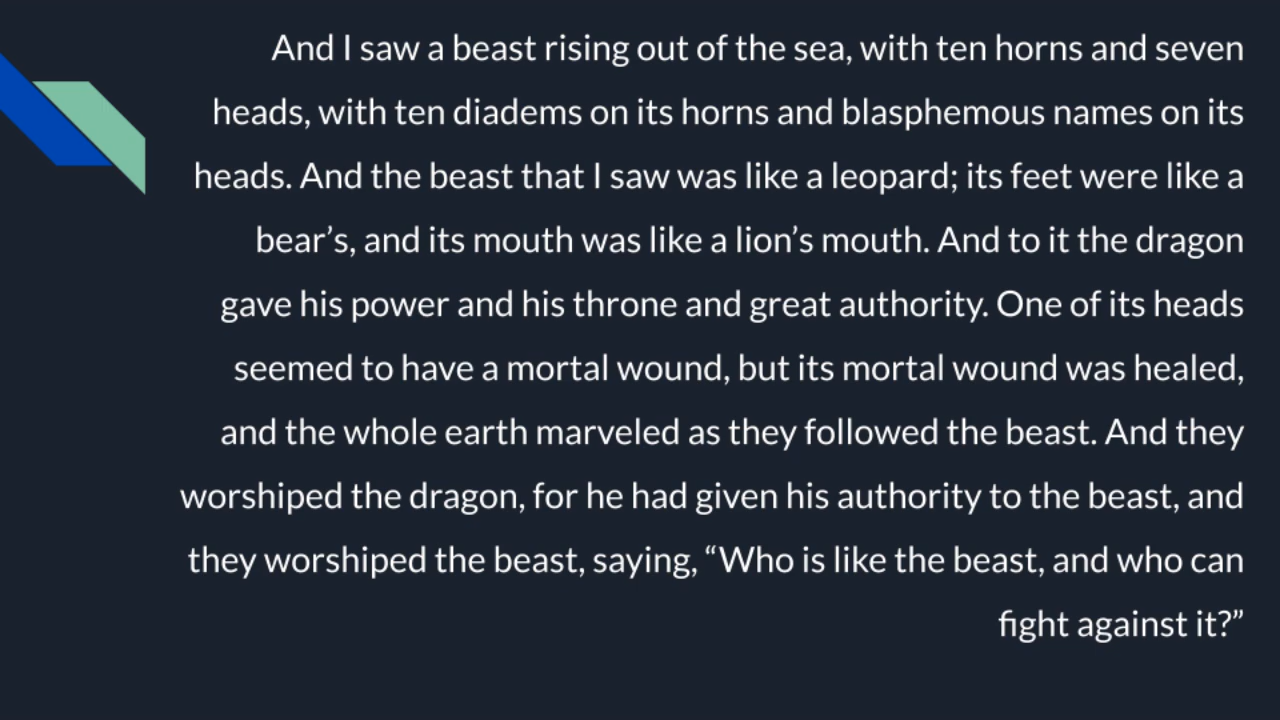 And I saw a beast rising out of the sea, with ten horns and seven
heads, with ten diadems on its horns and blasphemous names on its
heads. And the beast that I saw was like a leopard; its feet were like a
bear’s, and its mouth was like a lion’s mouth. And to it the dragon
gave his power and his throne and great authority. One of its heads
seemed to have a mortal wound, but its mortal wound was healed,
and the whole earth marveled as they followed the beast. And they
worshiped the dragon, for he had given his authority to the beast, and
they worshiped the beast, saying, “Who is like the beast, and who can
fight against it?”